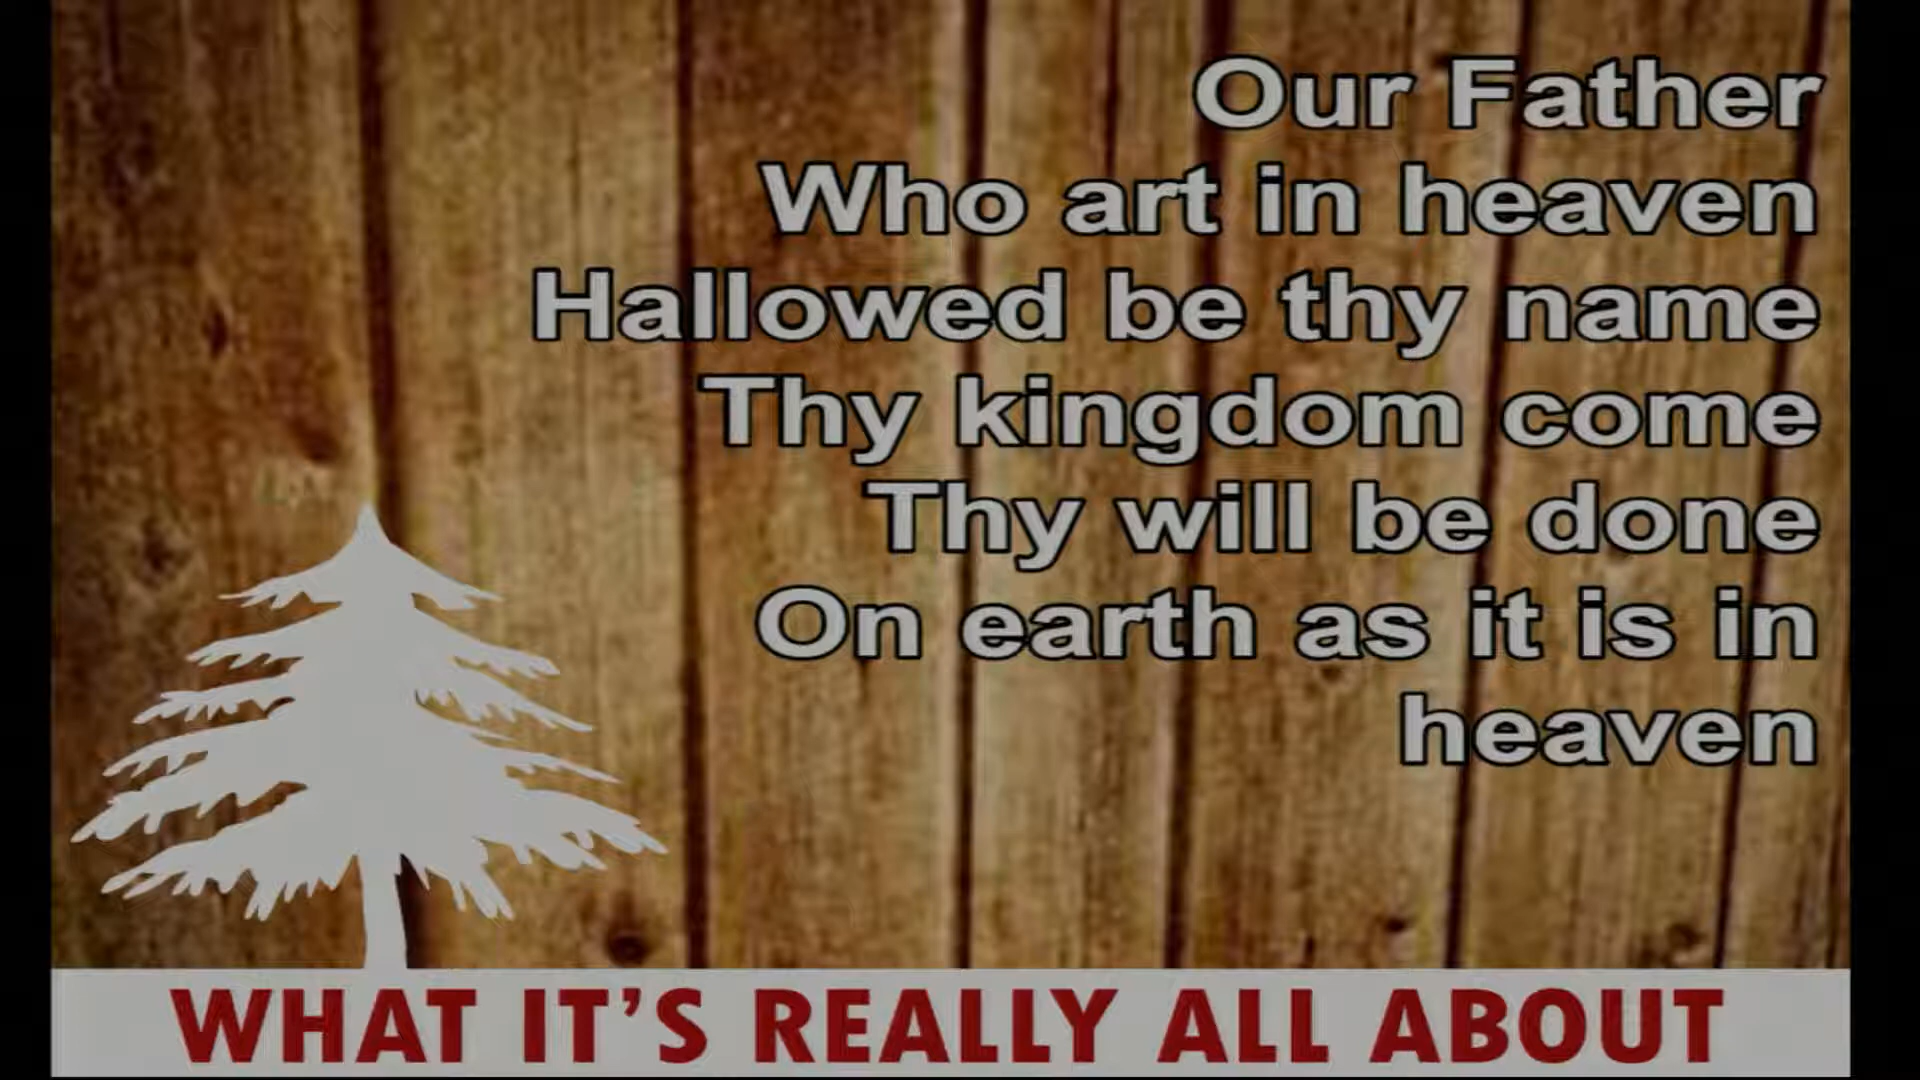 Our Father
Who art in heaven
Hallowed be thy name
Thy kingdom come
Thy will be done
On earth as it is in
heaven
WHAT IT'S REALLY ALL ABOUT